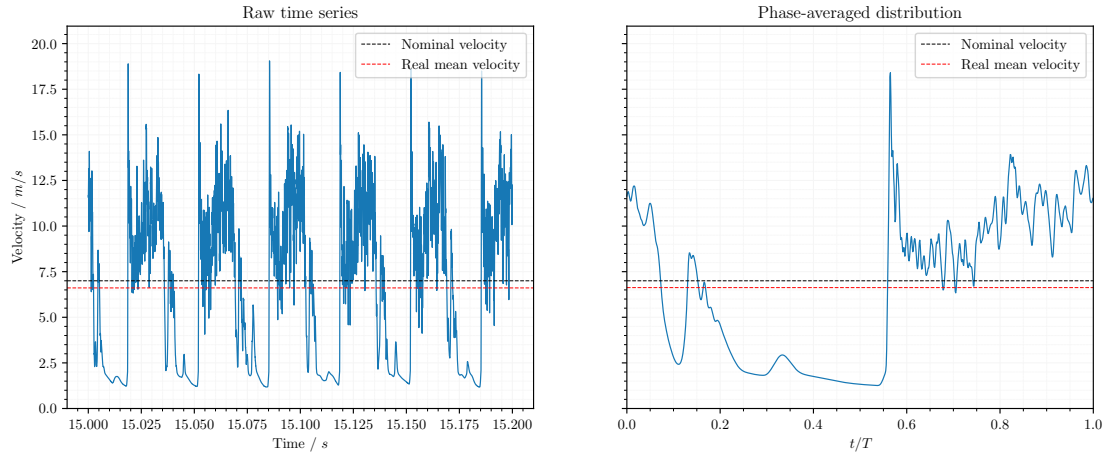 Raw time series
Phase-averaged distribution
Nominal velocity
Real mean velocity
Nominal velocity
Real mean velocity
Velocity / m/s
20.0
17.5
15.0
12.5
10.0
7.5
5.0
2.5
0.0
15.000 15.025 15.050 15.075 15.100 15.125 15.150 15.175 15.200
0.0 0.2 0.4 0.6 0.8 1.0
Time / s
t/T